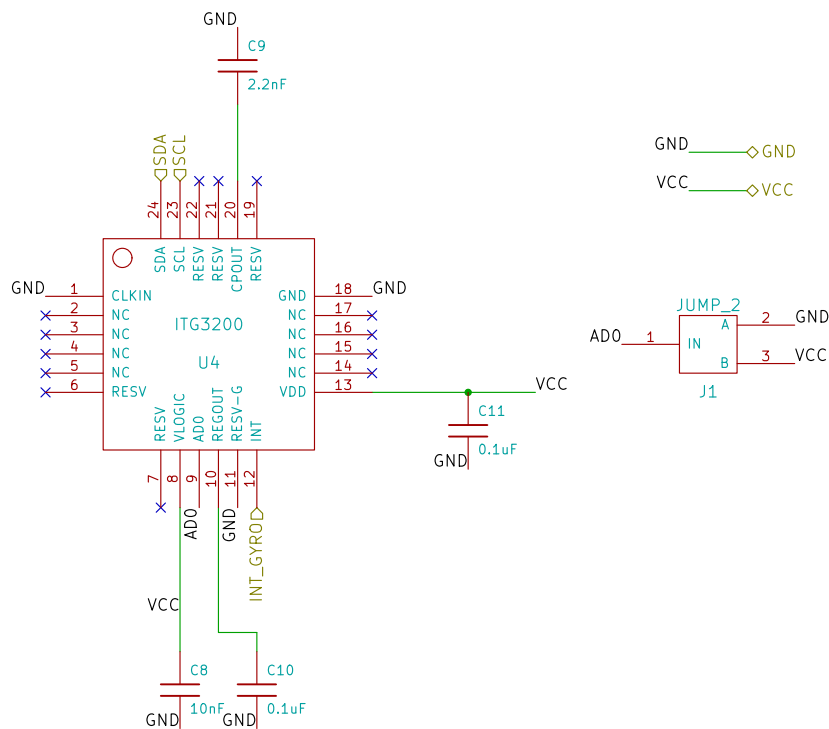 GND
C9
2.2nF
SDA
SCL
24
23
22
21
20
19
SDA
SCL
RESV
RESV
CPOUT
RESV
GND
1
CLKIN
2
NC
3
NC
4
NC
5
NC
6
RESV
ITG3200
U4
GND
18
GND
NC
17
NC
16
NC
15
NC
14
VDD
13
VCC
C11
0.1uF
GND
RESV
VLOGIC
AD0
REGOUT
RESV-G
INT
7
8
9
10
11
12
AD0
GND
INT_GYRO
VCC
C8
10nF
GND
C10
0.1uF
GND
GND
GND
VCC
VCC
JUMP_2
AD0
1
IN
A
2
GND
B
3
VCC
J1